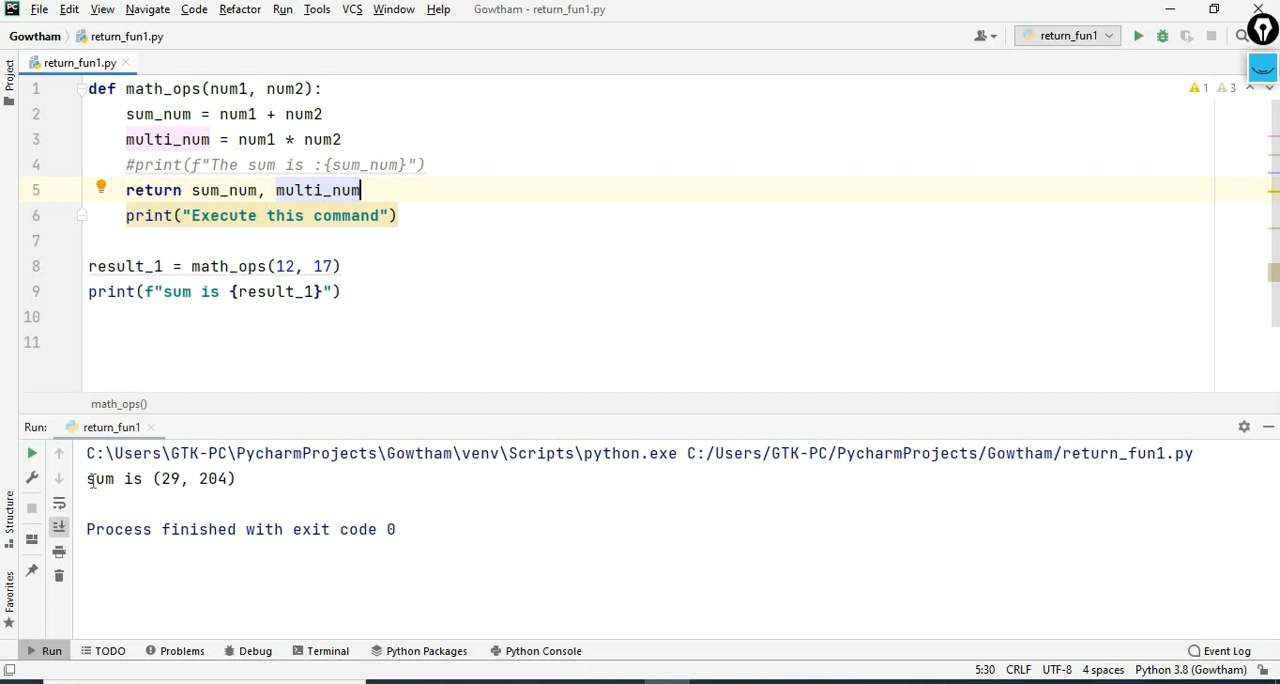 File Edit View Navigate Code Refactor Run Tools VCS Window Help Gowtham - return_fun1.py
Gowtham return_fun1.py return_fun1
Project
return_fun1.py
1 def math_ops(num1, num2):
1 3
2 sum_num = num1 + num2
3 multi_num = num1 * num2
4 #print(f"The sum is :{sum_num}")
5 return sum_num, multi_num
6 print("Execute this command")
7
8 result_1 = math_ops(12, 17)
9 print(f"sum is {result_1}")
10
11
math_ops()
Run: return_fun1
C:\Users\GTK-PC\PycharmProjects\Gowtham\venv\Scripts\python.exe C:/Users/GTK-PC/PycharmProjects/Gowtham/return_fun1.py
sum is (29, 204)
Process finished with exit code 0
Structure
Favorites
Run TODO Problems Debug Terminal Python Packages Python Console Event Log
5:30 CRLF UTF-8 4 spaces Python 3.8 (Gowtham)